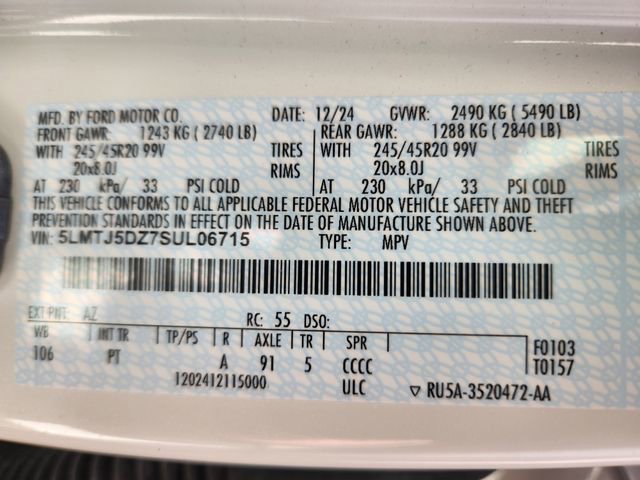 MFD. BY FORD MOTOR CO. DATE: 12/24 GVWR: 2490 KG ( 5490 LB)
FRONT GAWR: 1243 KG ( 2740 LB) REAR GAWR: 1288 KG ( 2840 LB)
WITH 245/45R20 99V TIRES WITH 245/45R20 99V TIRES
20x8.0J RIMS 20x8.0J RIMS
AT 230 kPa/ 33 PSI COLD AT 230 kPa/ 33 PSI COLD
THIS VEHICLE CONFORMS TO ALL APPLICABLE FEDERAL MOTOR VEHICLE SAFETY AND THEFT
PREVENTION STANDARDS IN EFFECT ON THE DATE OF MANUFACTURE SHOWN ABOVE.
VIN: 5LMTJ5DZ7SUL06715 TYPE: MPV
EXT PNT: AZ RC: 55 DSO:
WB INT TR TP/PS R AXLE TR SPR F0103
106 PT A 91 5 CCCC T0157
1202412115000 ULC ▽ RU5A-3520472-AA